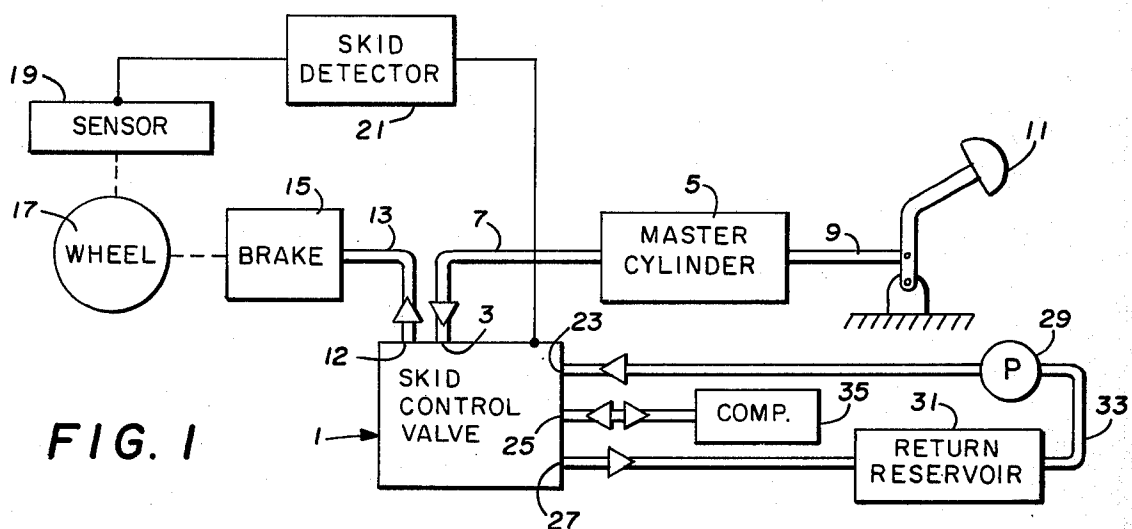 SKID
DETECTOR
21
19
SENSOR
17
WHEEL
15
BRAKE
13
7
5
MASTER
CYLINDER
9
11
12
3
23
29
P
SKID
CONTROL
VALVE
1
25
COMP.
35
31
RETURN
RESERVOIR
33
27
FIG. 1